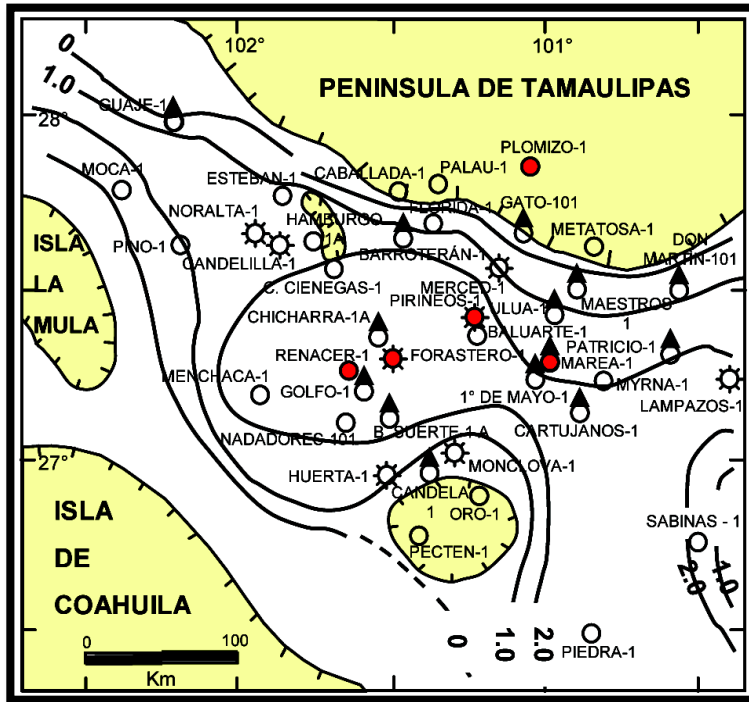 102°
101°
0
1.0
PENINSULA DE TAMAULIPAS
GUAJE-1
28°
PLOMIZO-1
MOCA-1
CABALLADA-1
PALAU-1
ESTEBAN-1
FLORIDA-1
GATO-101
NORALTA-1
HAMBURGO
1A
METATOSA-1
DON
MARTIN-101
ISLA
LA
MULA
PINO-1
CANDELILLA-1
BARROTERÁN-1
C. CIENEGAS-1
MERCED-1
PIRINEOS-1
ULUA-1
MAESTROS
1
CHICHARRA-1A
BALUARTE-1
PATRICIO-1
RENACER-1
FORASTERO-1
MAREA-1
MENCHACA-1
GOLFO-1
1° DE MAYO-1
MYRNA-1
LAMPAZOS-1
NADADORES-101
B. SUERTE-1 A
CARTUJANOS-1
27°
HUERTA-1
MONCLOVA-1
CANDELA
1
ORO-1
ISLA
DE
COAHUILA
PECTEN-1
SABINAS - 1
2.0
1.0
0
100
Km
0
1.0
2.0
PIEDRA-1